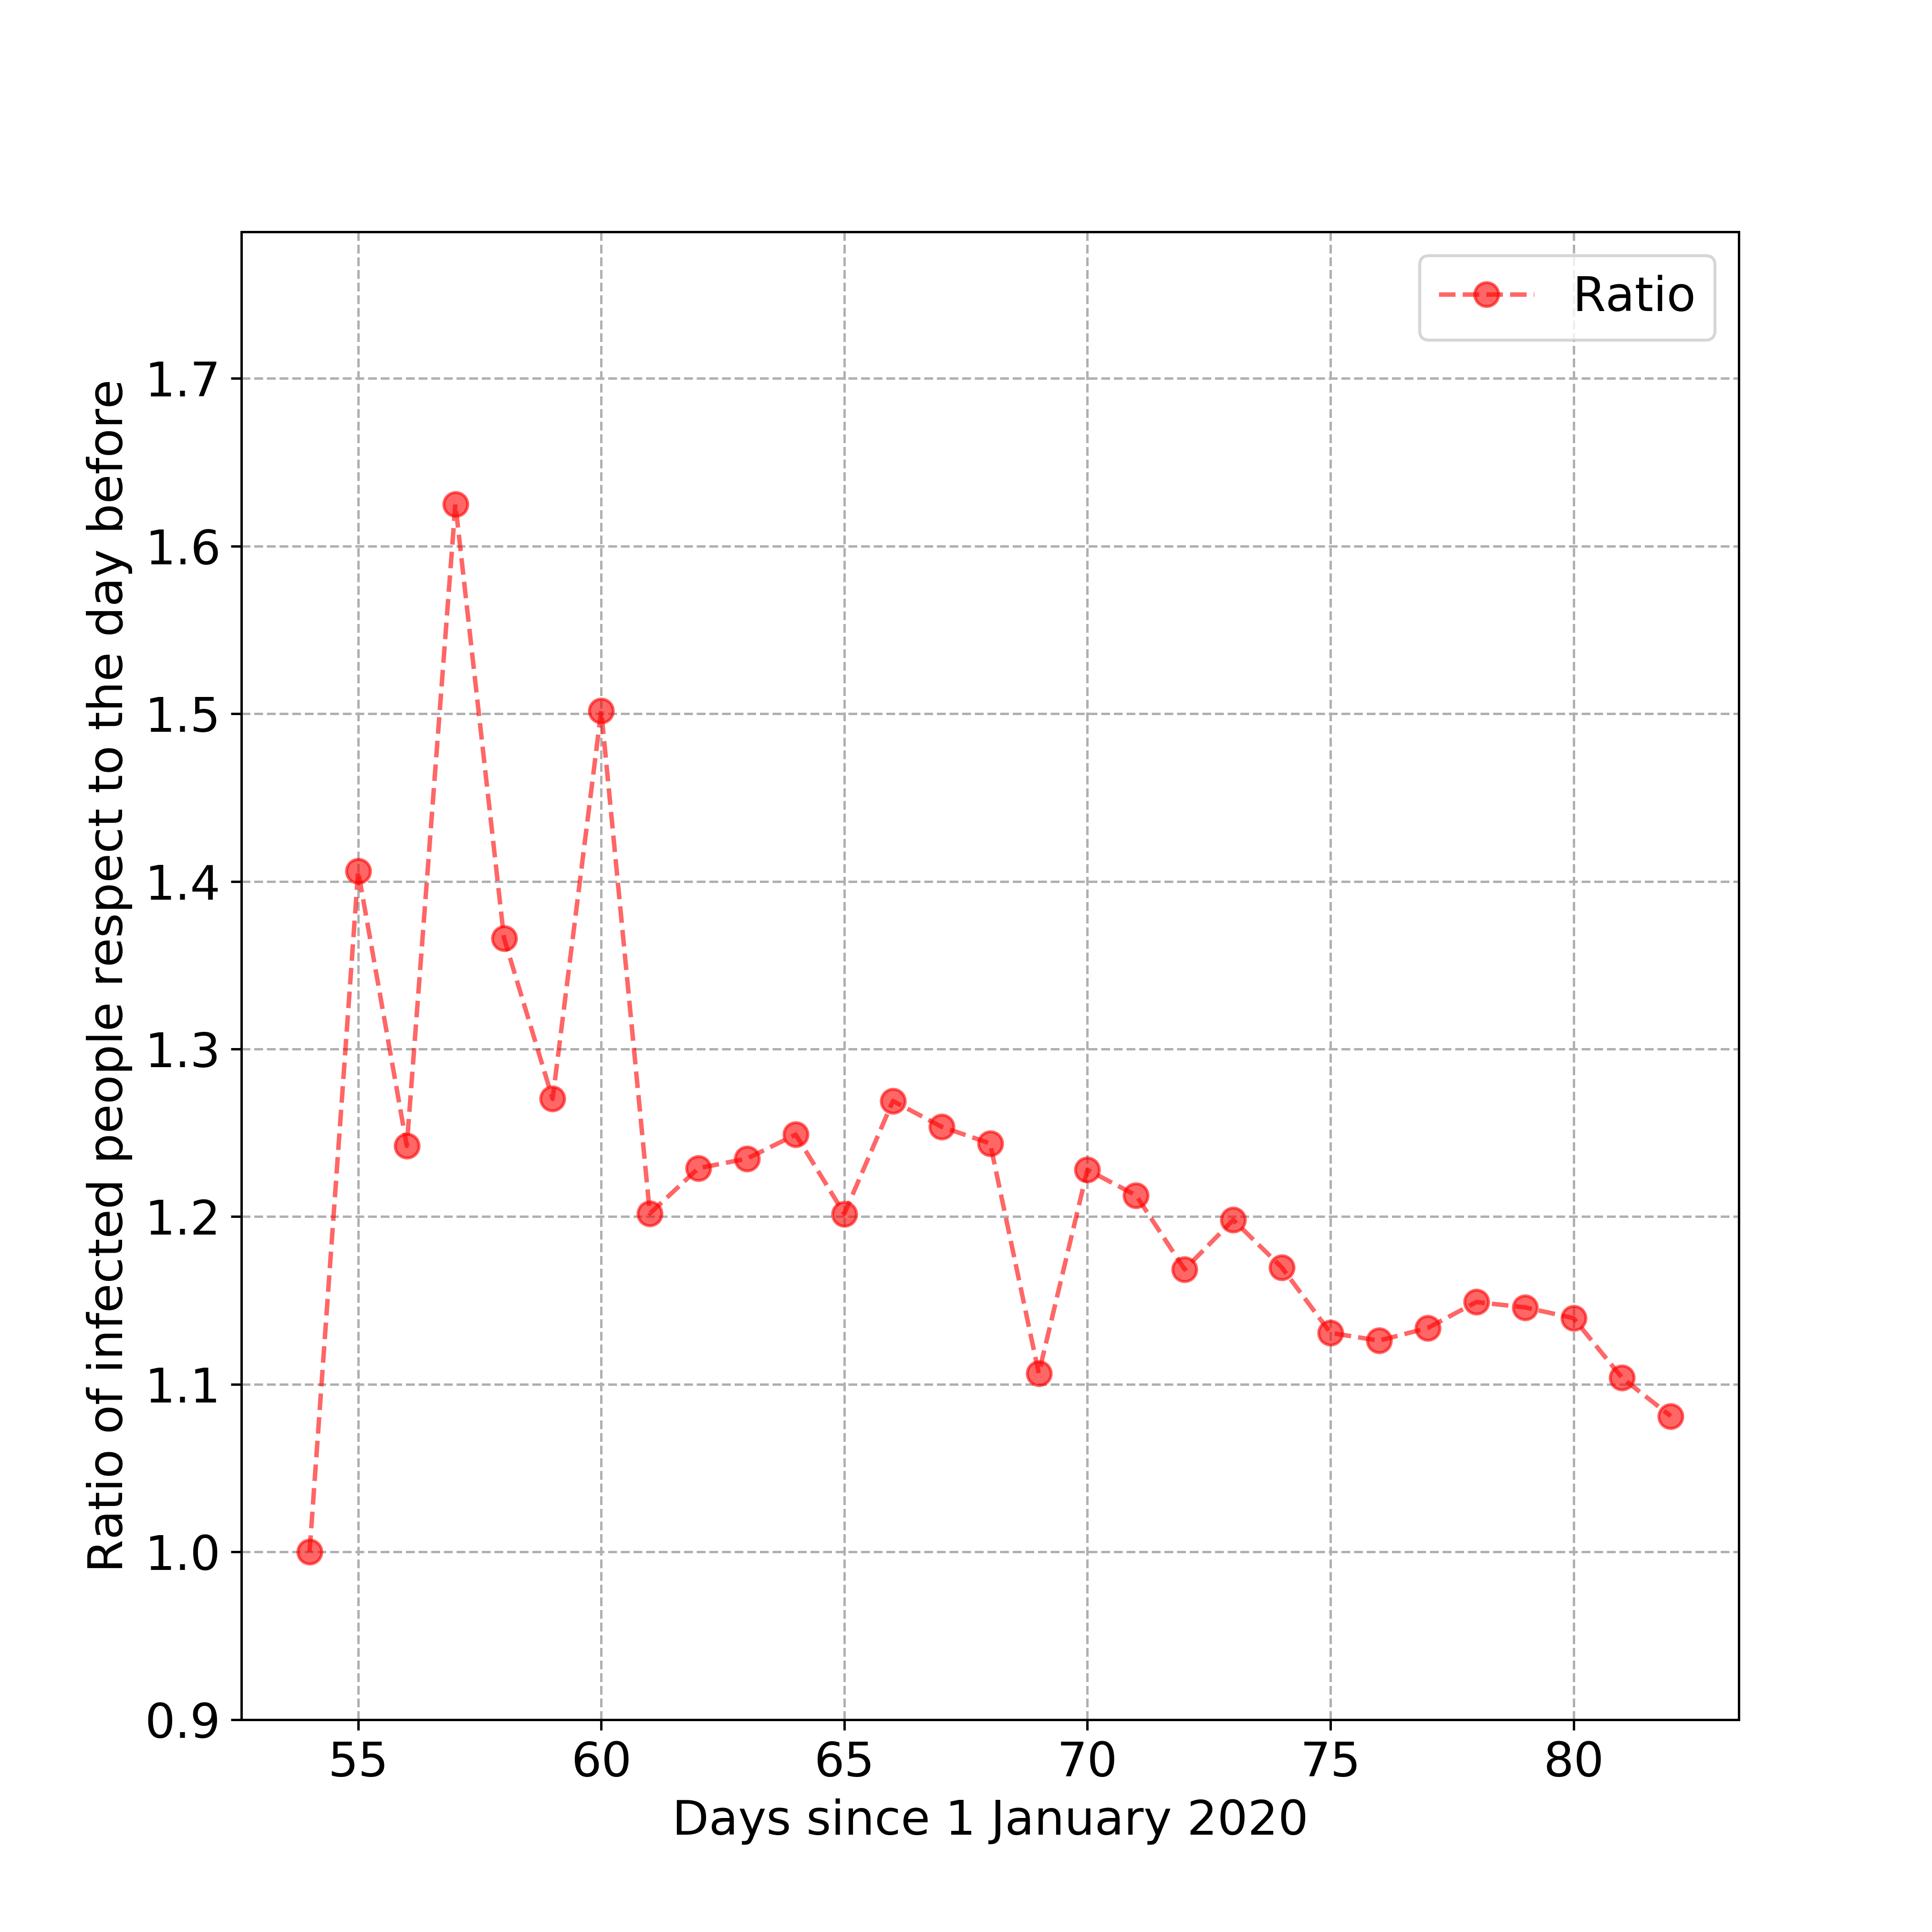 Ratio
Ratio of infected people respect to the day before
1.7
1.6
1.5
1.4
1.3
1.2
1.1
1.0
0.9
55 60 65 70 75 80
Days since 1 January 2020